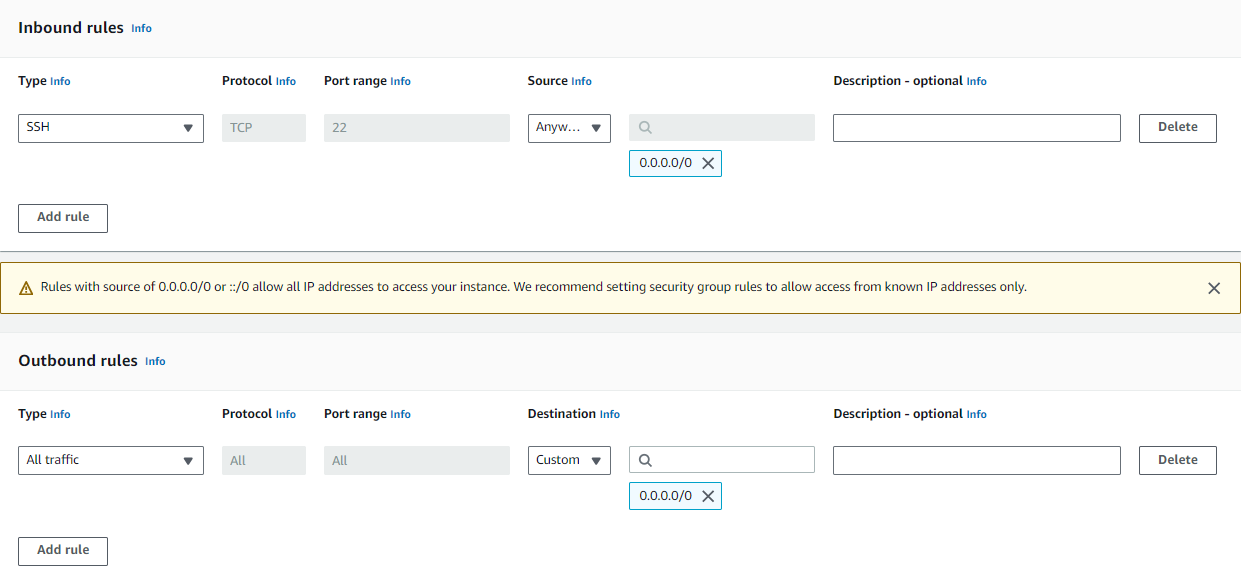 Inbound rules Info
Type Info Protocol Info Port range Info Source Info Description - optional Info
SSH TCP 22 Anyw... Delete
0.0.0.0/0
Add rule
Rules with source of 0.0.0.0/0 or ::/0 allow all IP addresses to access your instance. We recommend setting security group rules to allow access from known IP addresses only.
Outbound rules Info
Type Info Protocol Info Port range Info Destination Info Description - optional Info
All traffic All All Custom Delete
0.0.0.0/0
Add rule